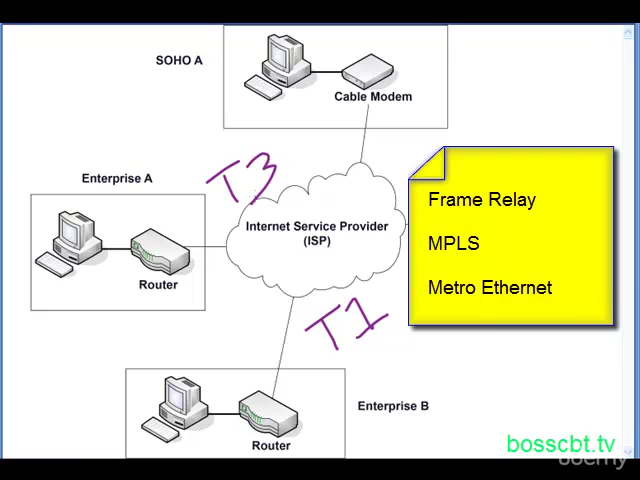 SOHO A
Cable Modem
T3
Enterprise A
Frame Relay
Internet Service Provider
(ISP)
MPLS
Router
Metro Ethernet
T1
Enterprise B
Router
bosscbt.tv
udemy